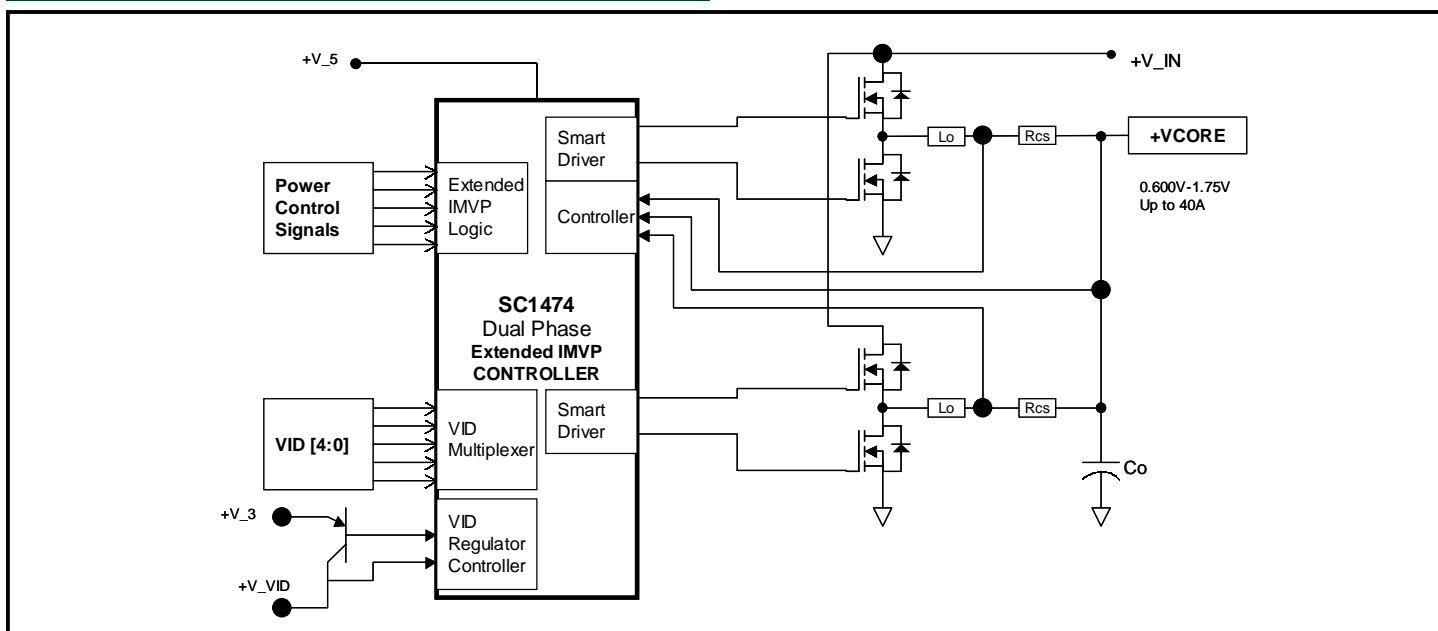 +V_5
+V_IN
Smart
Driver
Lo
Rcs
+VCORE
Power
Control
Signals
Extended
IMVP
Logic
Controller
0.600V-1.75V
Up to 40A
SC1474
Dual Phase
Extended IMVP
CONTROLLER
VID [4:0]
VID
Multiplexer
Smart
Driver
Lo
Rcs
Co
+V_3
VID
Regulator
Controller
+V_VID